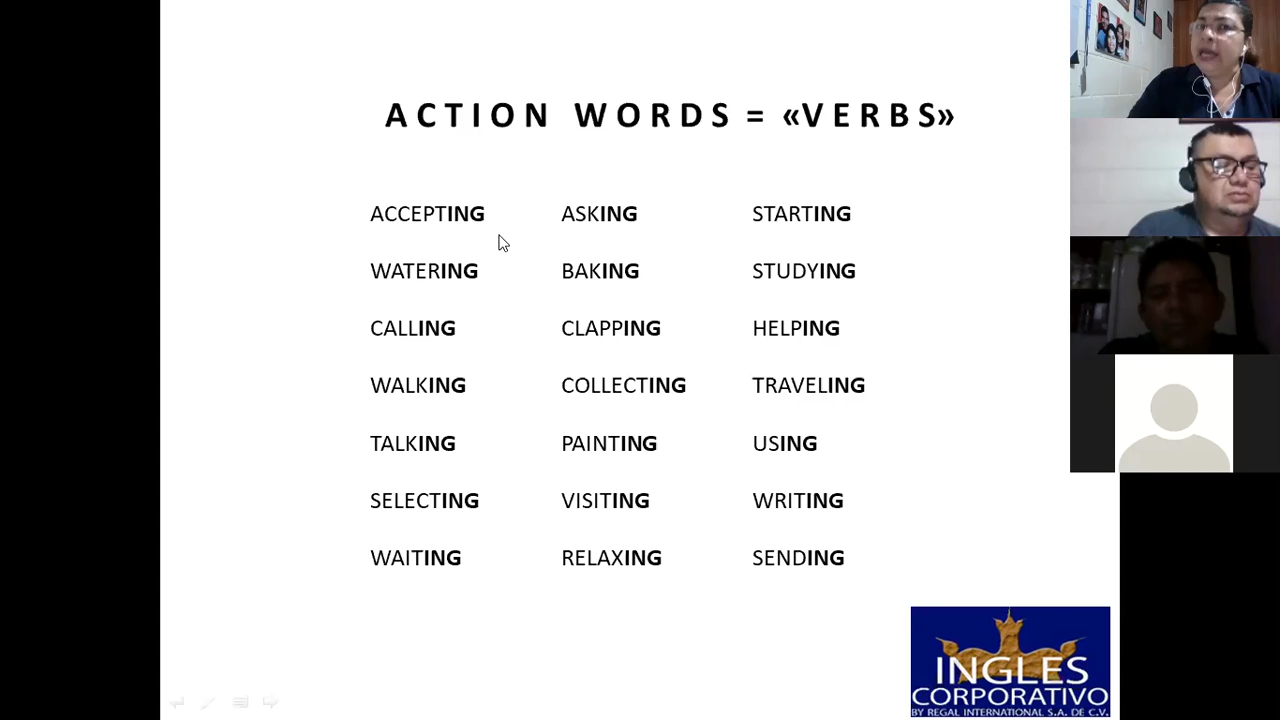 ACTION WORDS = «VERBS»
ACCEPTING ASKING STARTING
WATERING BAKING STUDYING
CALLING CLAPPING HELPING
WALKING COLLECTING TRAVELING
TALKING PAINTING USING
SELECTING VISITING WRITING
WAITING RELAXING SENDING
INGLES
CORPORATIVO
BY REGAL INTERNATIONAL S.A. DE C.V.